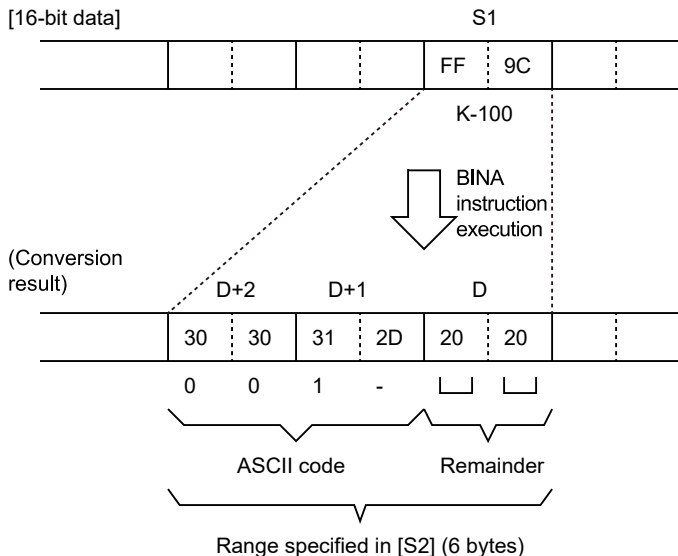 [16-bit data]
S1
FF 9C
K-100
BINA
instruction
execution
(Conversion
result)
D+2 D+1 D
30 30 31 2D 20 20
0 0 1 -
ASCII code Remainder
Range specified in [S2] (6 bytes)